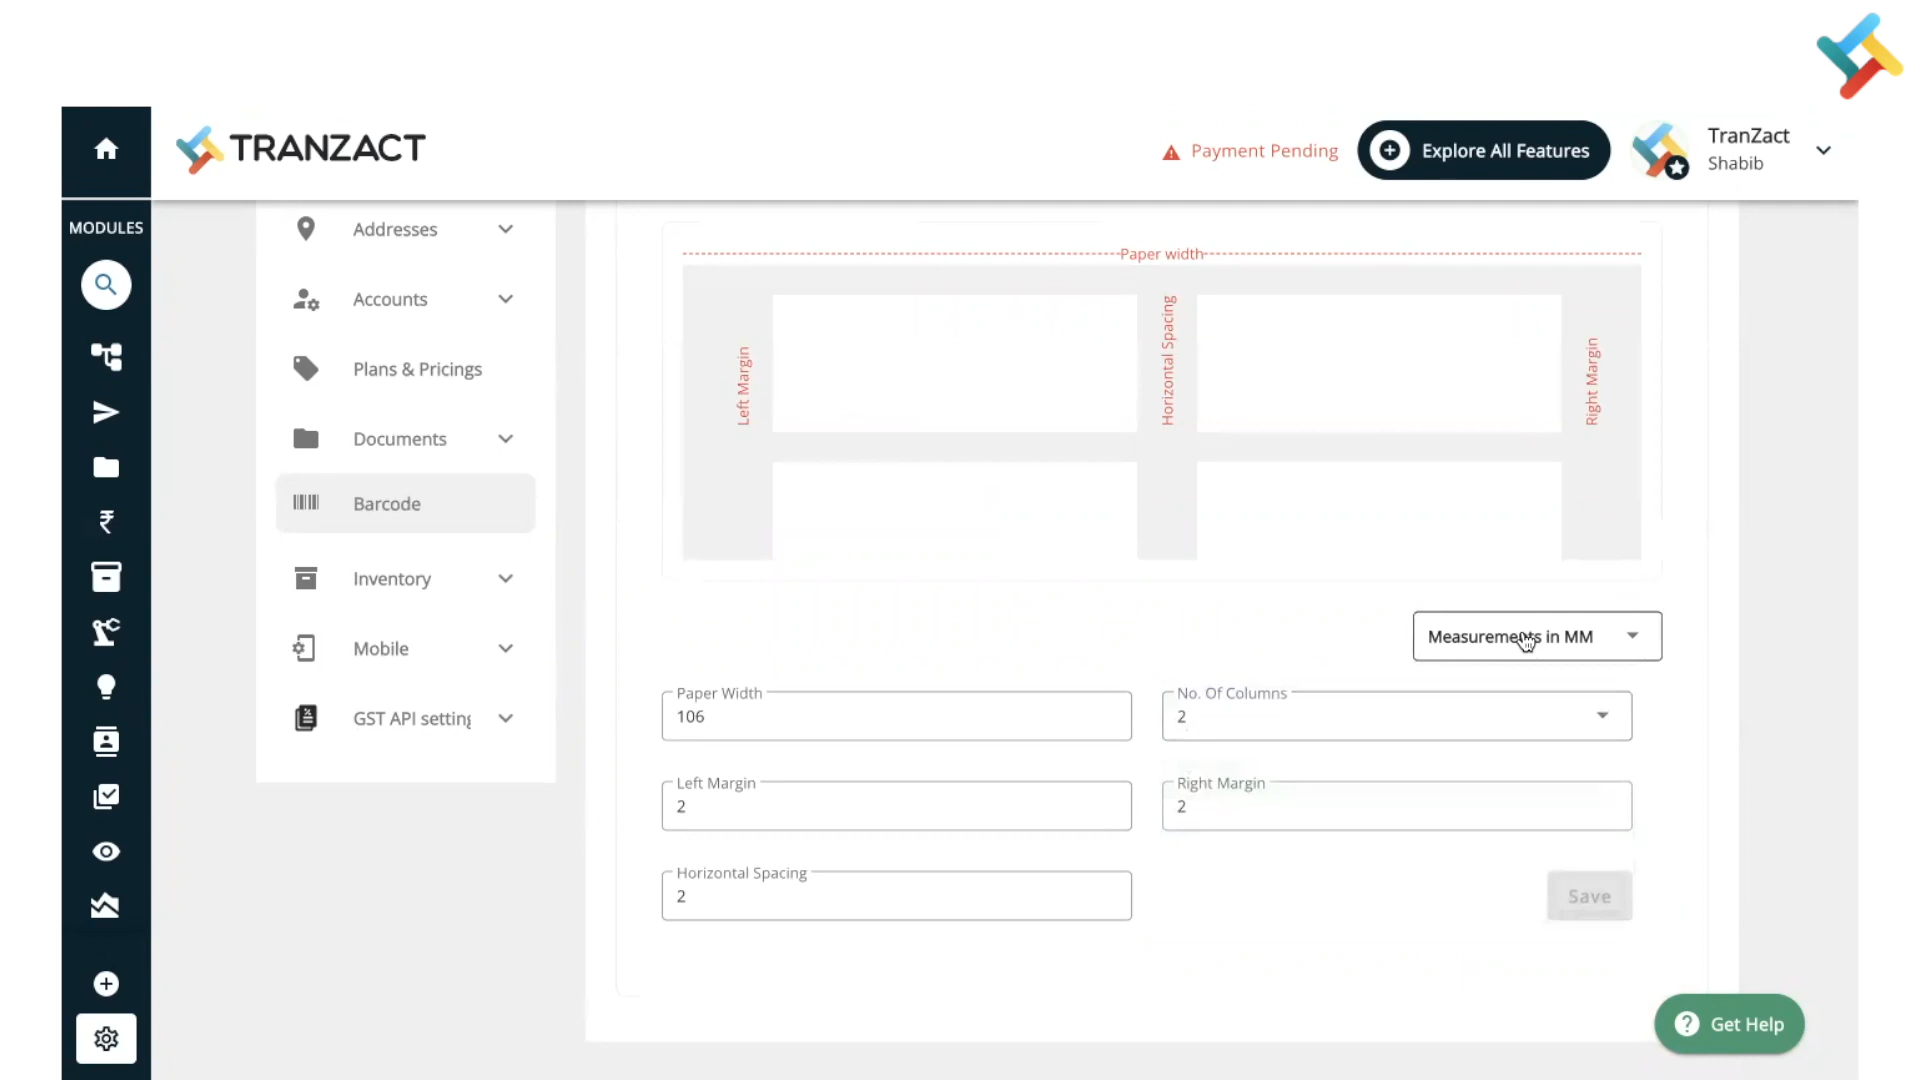 TRANZACT
Payment Pending
Explore All Features
TranZact
Shabib
MODULES
Addresses
Accounts
Plans & Pricings
Documents
Barcode
Inventory
Mobile
GST API setting
Paper width
Left Margin
Horizontal Spacing
Right Margin
Measurements in MM
Paper Width
106
No. Of Columns
2
Left Margin
2
Right Margin
2
Horizontal Spacing
2
Save
Get Help